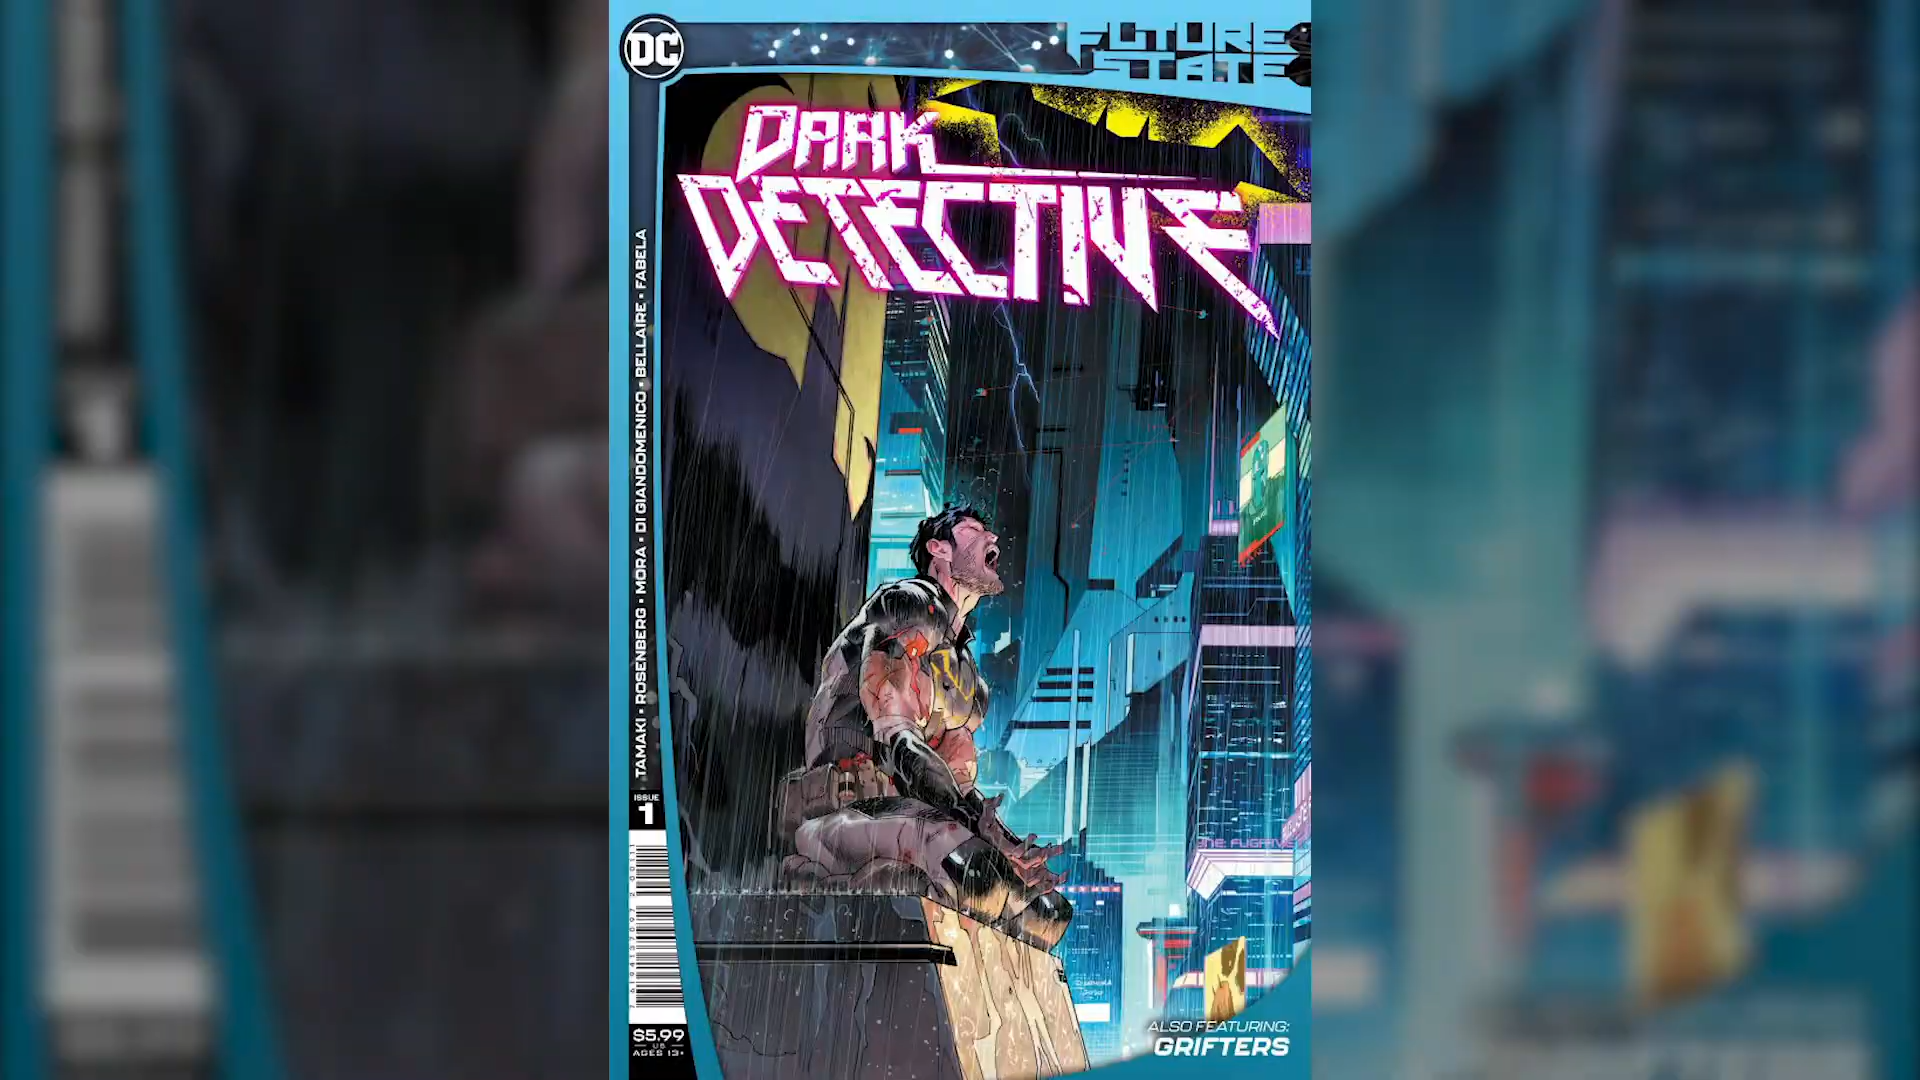 DC
FUTURE
STATE
DARK
DETECTIVE
TAMAKI • ROSENBERG • MORA • DI GIANDOMENICO • BELLAIRE • FABELA
ISSUE
1
$5.99
US
AGES 13+
ALSO FEATURING:
GRIFTERS